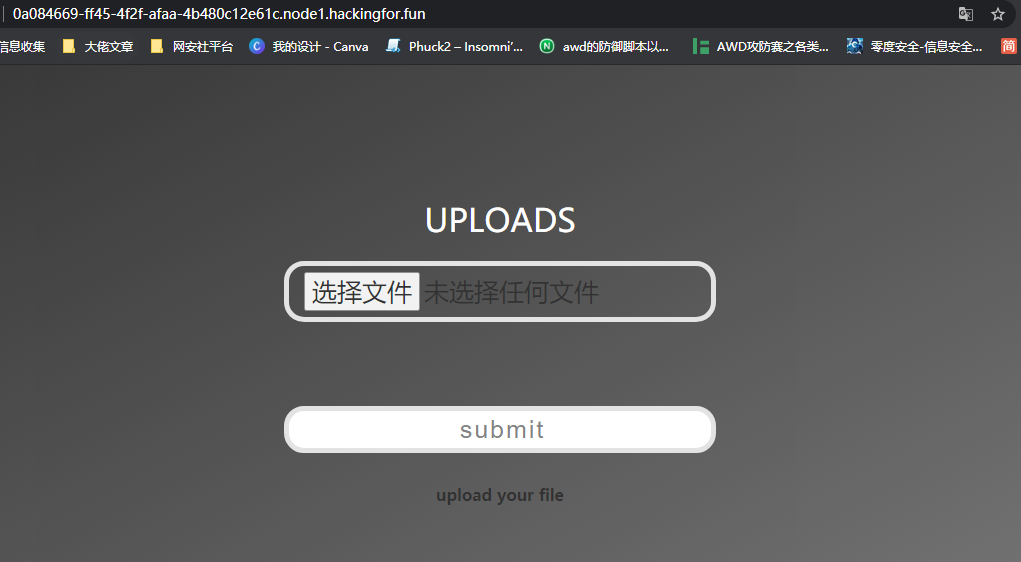 0a084669-ff45-4f2f-afaa-4b480c12e61c.node1.hackingfor.fun
信息收集 大佬文章 网安社平台 我的设计 - Canva Phuck2 – Insomni'... awd的防御脚本以... AWD攻防赛之各类... 零度安全-信息安全... 简
UPLOADS
选择文件 未选择任何文件
submit
upload your file